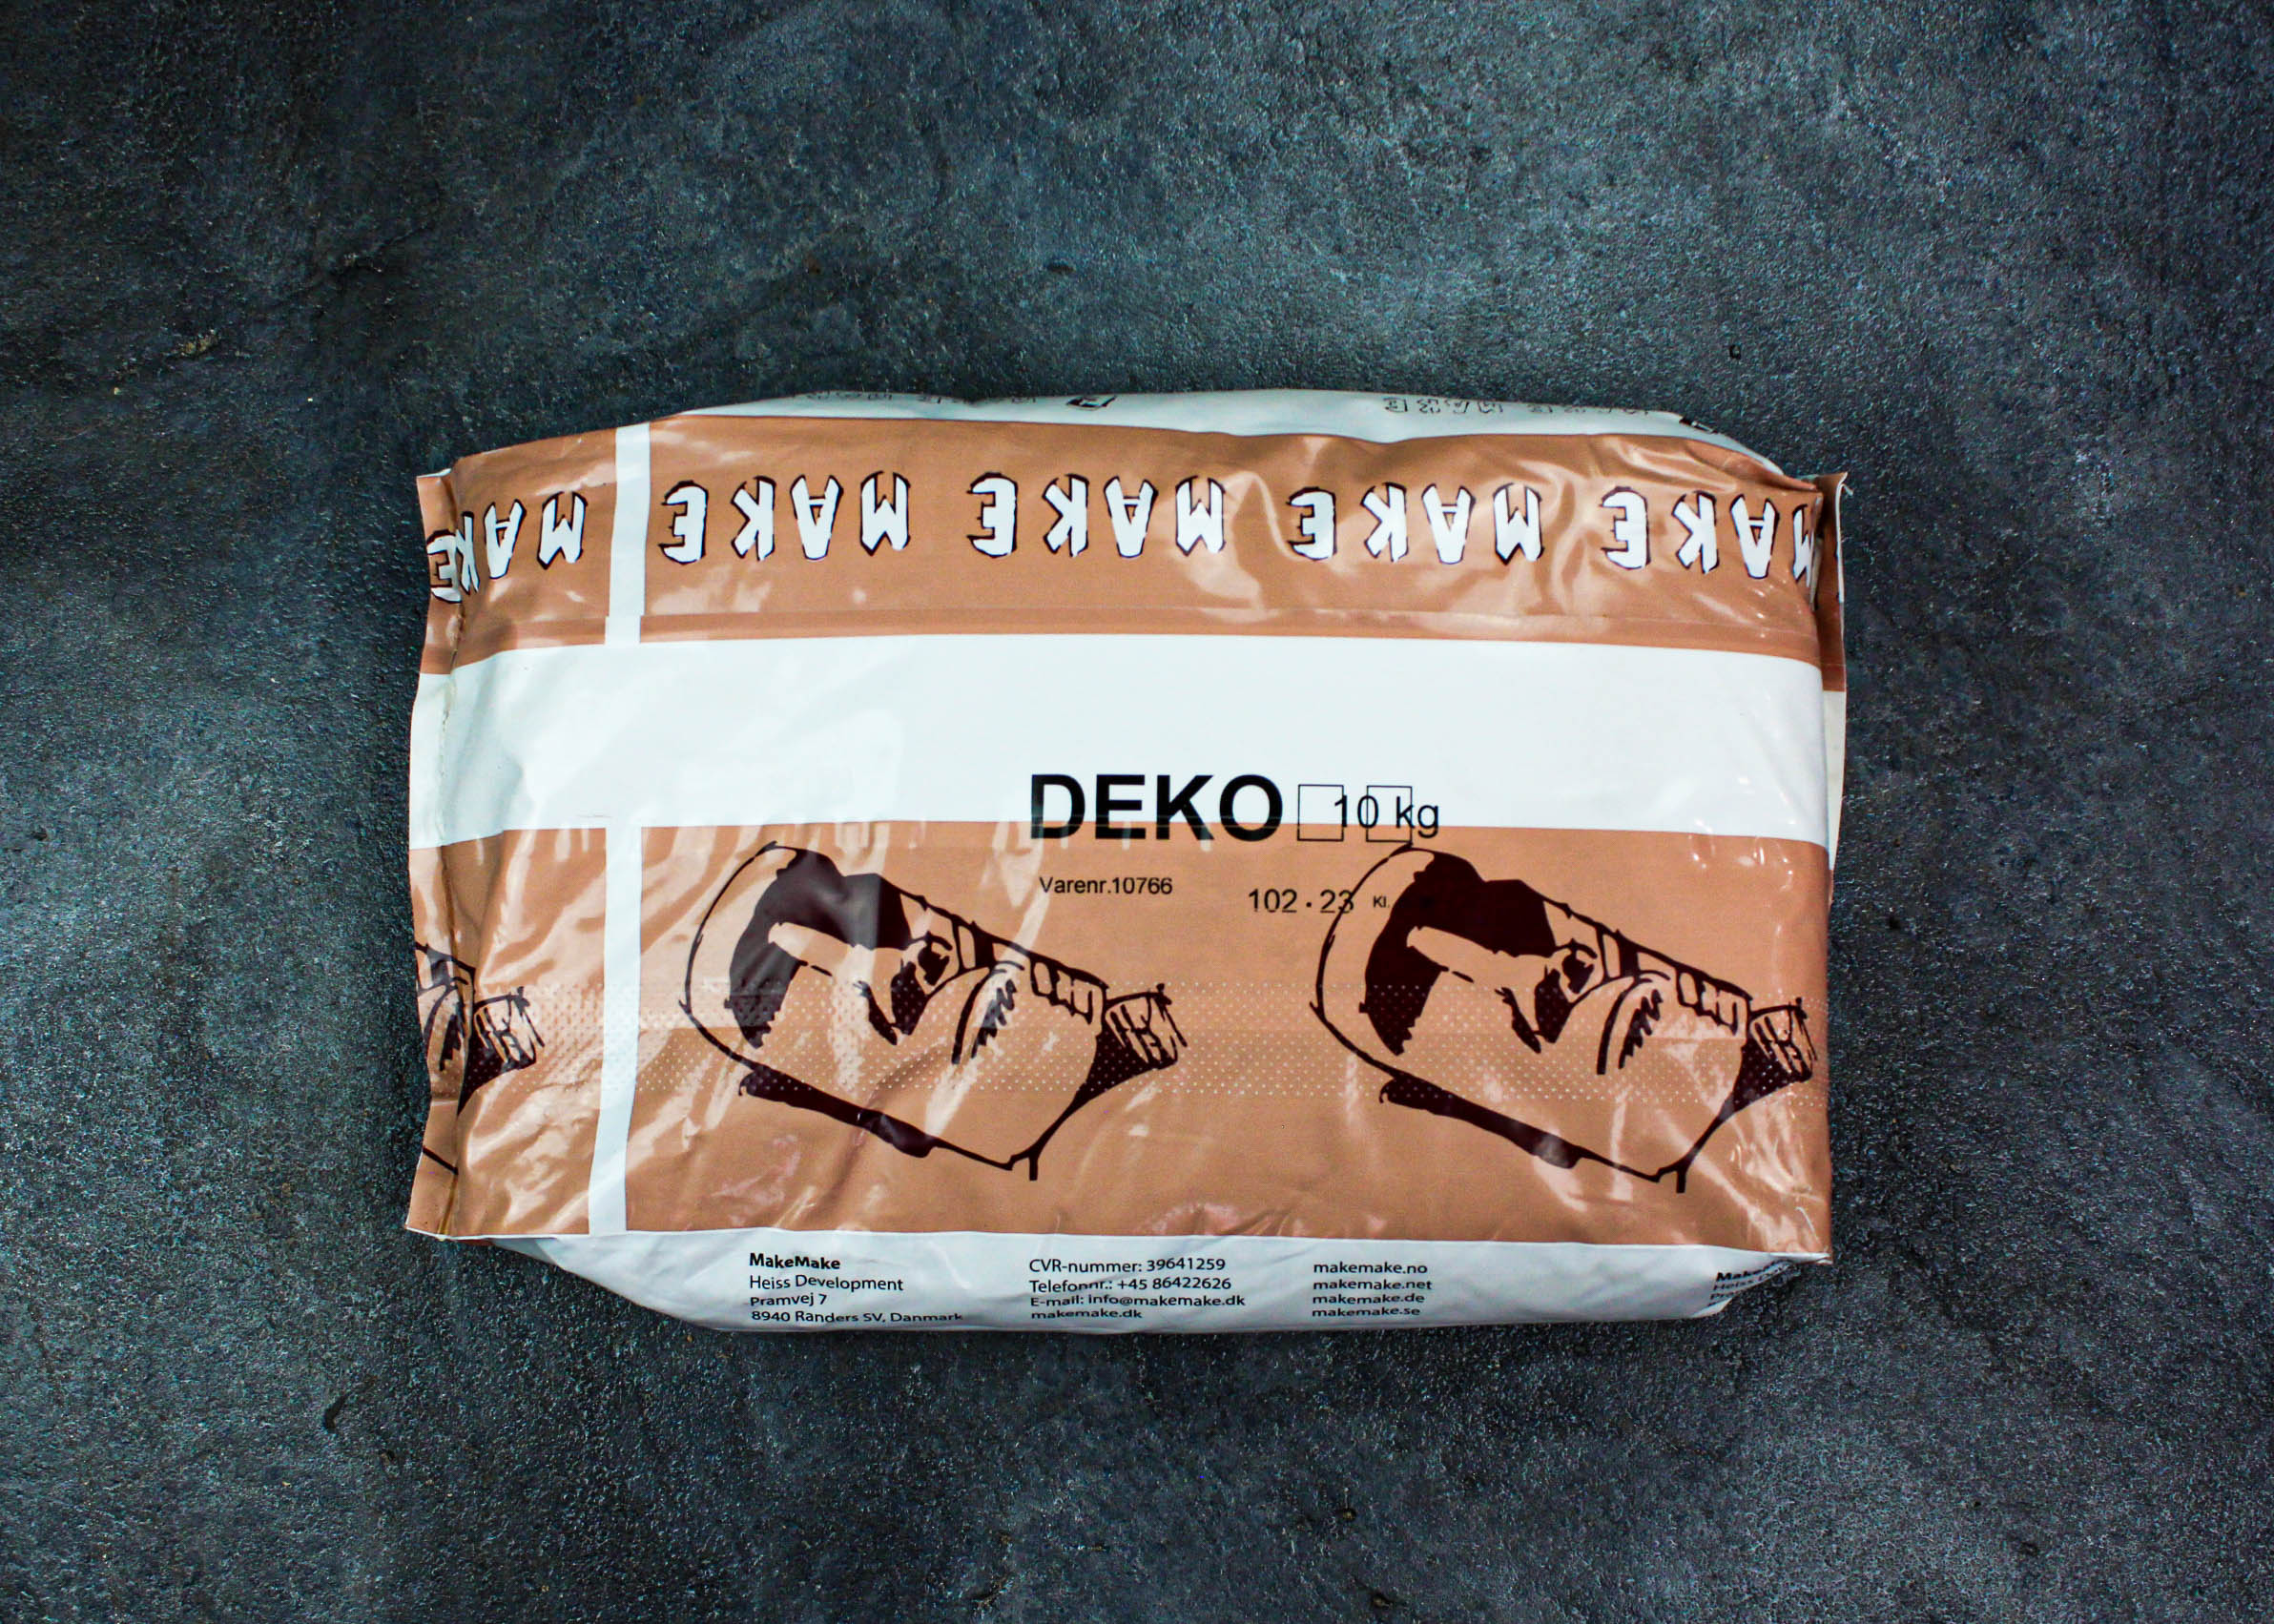 MAKE MAKE MAKE MAKE MAKE
DEKO 10 kg
Varenr.10766
102 · 23 Kl.
MakeMake
Heiss Development
Pramvej 7
8940 Randers SV, Danmark
CVR-nummer: 39641259
Telefonnr.: +45 86422626
E-mail: info@makemake.dk
makemake.dk
makemake.no
makemake.net
makemake.de
makemake.se